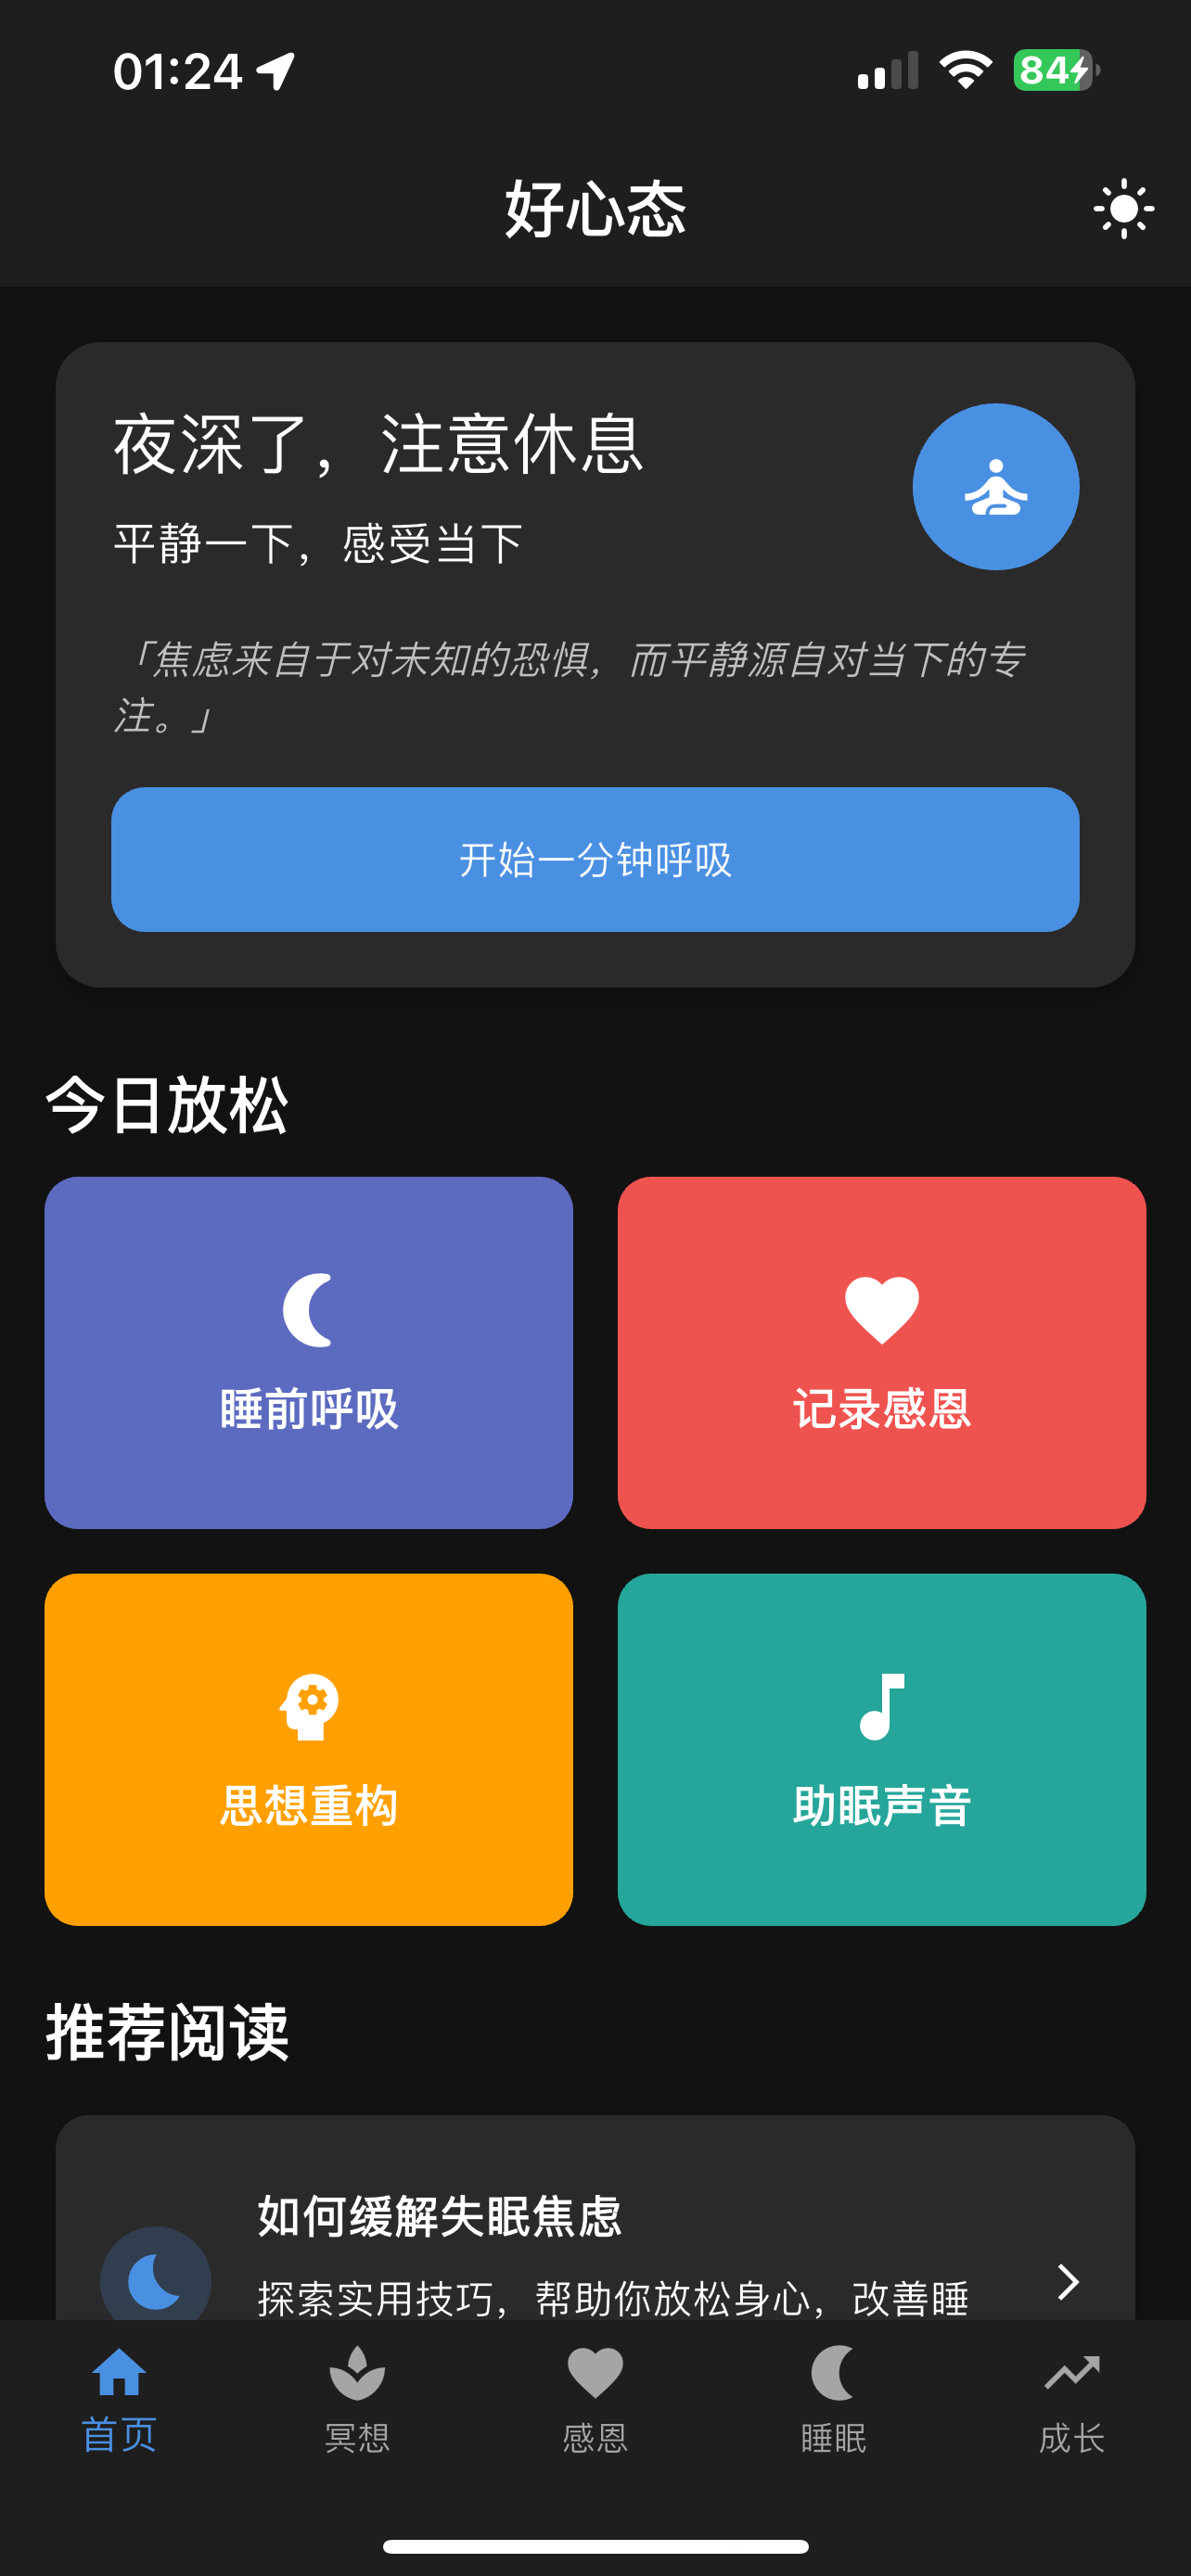 01:24
84
好心态
夜深了，注意休息
平静一下，感受当下
「焦虑来自于对未知的恐惧，而平静源自对当下的专
注。」
开始一分钟呼吸
今日放松
睡前呼吸
记录感恩
思想重构
助眠声音
推荐阅读
如何缓解失眠焦虑
探索实用技巧，帮助你放松身心，改善睡
首页
冥想
感恩
睡眠
成长